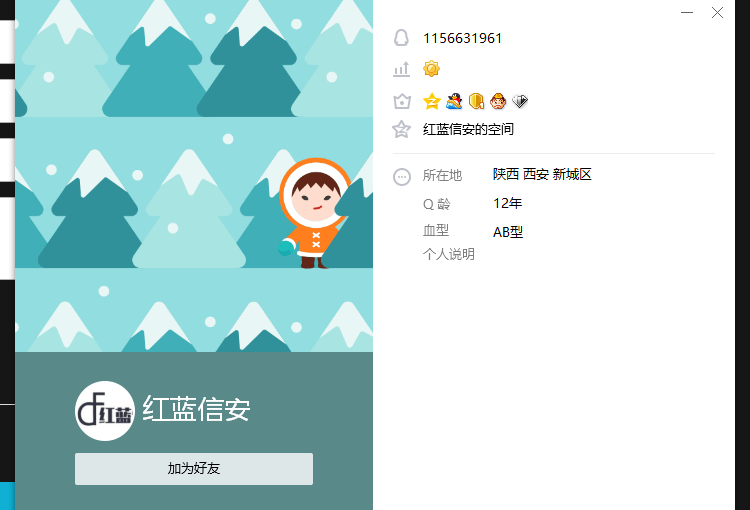 1156631961
红蓝信安的空间
所在地 陕西 西安 新城区
Q 龄 12年
血型 AB型
个人说明
红蓝
红蓝信安
加为好友